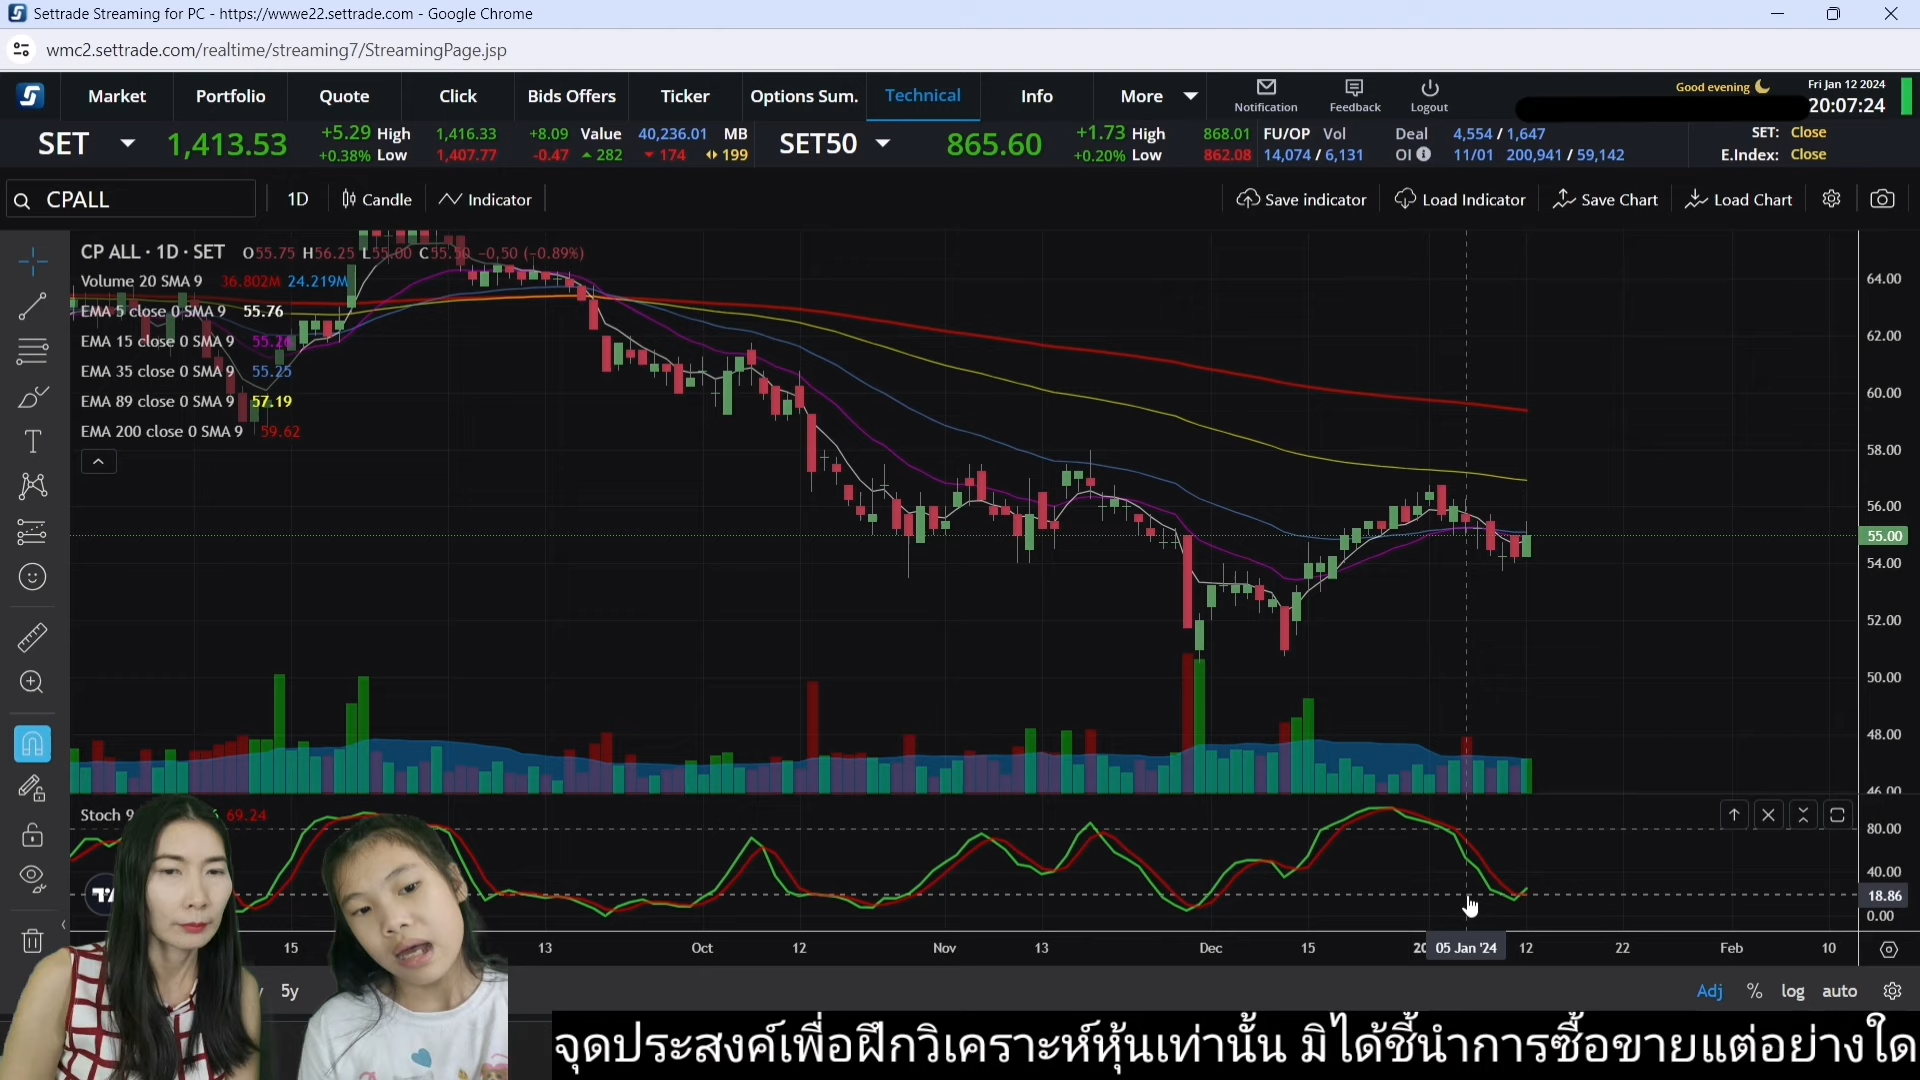 Settrade Streaming for PC - https://wwwe22.settrade.com - Google Chrome
wmc2.settrade.com/realtime/streaming7/StreamingPage.jsp
Market Portfolio Quote Click Bids Offers Ticker Options Sum. Technical Info More Notification Feedback Logout
Good evening Fri Jan 12 2024
20:07:24
SET 1,413.53 +5.29 High 1,416.33 +8.09 Value 40,236.01 MB SET50 865.60 +1.73 High 868.01 FU/OP Vol Deal 4,554 / 1,647 SET: Close
+0.38% Low 1,407.77 -0.47 282 174 199 +0.20% Low 862.08 14,074 / 6,131 OI 11/01 200,941 / 59,142 E.Index: Close
CPALL 1D Candle Indicator Save indicator Load Indicator Save Chart Load Chart
CP ALL · 1D · SET O55.75 H56.25 L55.00 C55.50 -0.50 (-0.89%)
Volume 20 SMA 9 36.802M 24.219M
EMA 5 close 0 SMA 9 55.76
EMA 15 close 0 SMA 9 55.26
EMA 35 close 0 SMA 9 55.25
EMA 89 close 0 SMA 9 57.19
EMA 200 close 0 SMA 9 59.62
64.00
62.00
60.00
58.00
56.00
55.00
54.00
52.00
50.00
48.00
46.00
Stoch 9 69.24
80.00
40.00
18.86
0.00
15 13 Oct 12 Nov 13 Dec 15 05 Jan '24 12 22 Feb 10
5y Adj % log auto
จุดประสงค์เพื่อฝึกวิเคราะห์หุ้นเท่านั้น มิได้ชี้นำการซื้อขายแต่อย่างใด